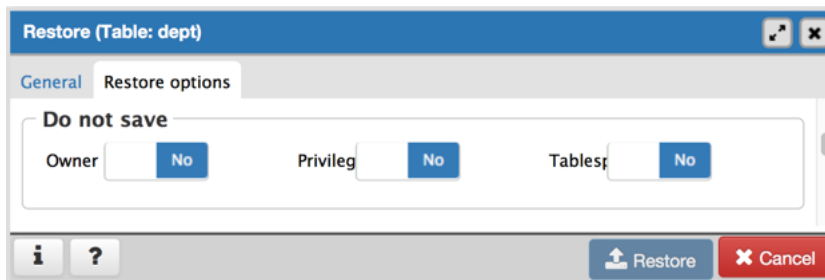 Restore (Table: dept)
General Restore options
Do not save
Owner No Privileg No Tablesp No
i ? Restore Cancel